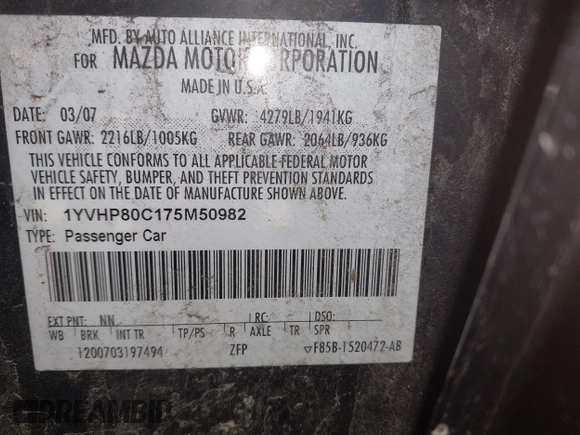 MFD. BY AUTO ALLIANCE INTERNATIONAL, INC.
FOR MAZDA MOTOR CORPORATION
MADE IN U.S.A.
DATE: 03/07 GVWR: 4279LB/1941KG
FRONT GAWR: 2216LB/1005KG REAR GAWR: 2064LB/936KG
THIS VEHICLE CONFORMS TO ALL APPLICABLE FEDERAL MOTOR
VEHICLE SAFETY, BUMPER, AND THEFT PREVENTION STANDARDS
IN EFFECT ON THE DATE OF MANUFACTURE SHOWN ABOVE.
VIN: 1YVHP80C175M50982
TYPE: Passenger Car
EXT PNT: NN RC: DSO:
WB BRK INT TR TP/PS R AXLE TR SPR
1200703197494 ZFP ▽F85B-1520472-AB
DREAMBID